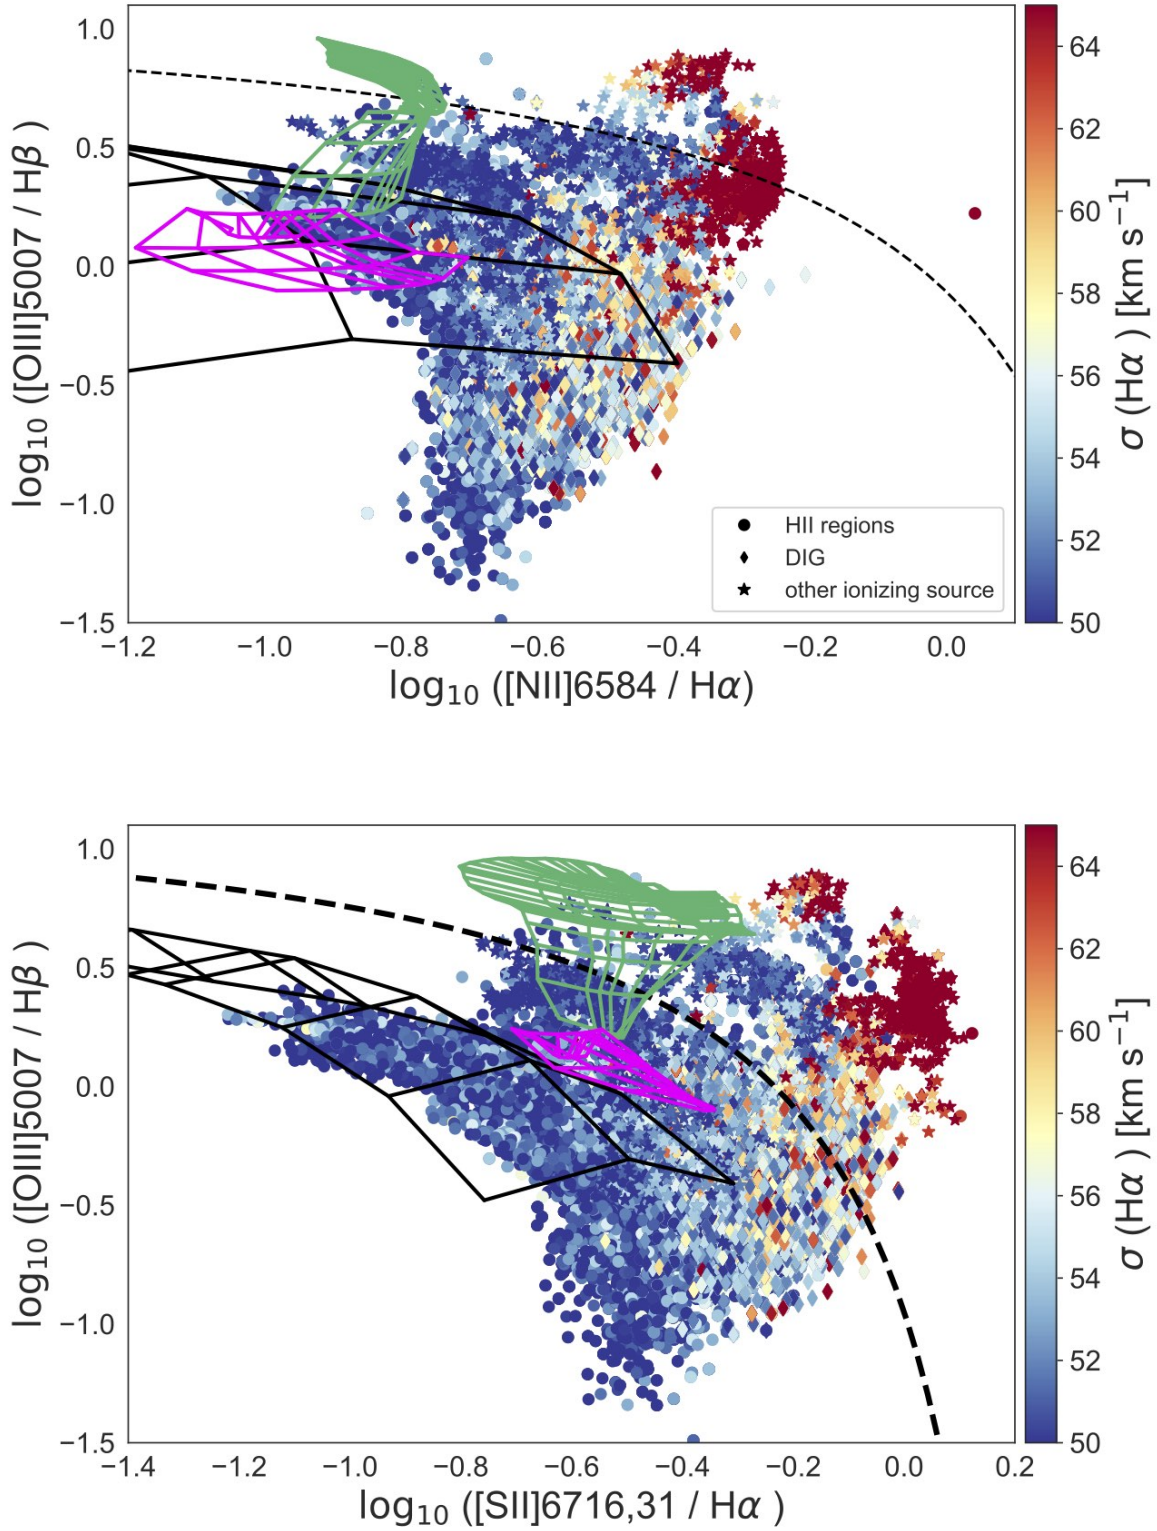 1.0
0.5
0.0
−0.5
−1.0
−1.5
log10 ([OIII]5007 / Hβ )
−1.2 −1.0 −0.8 −0.6 −0.4 −0.2 0.0
log10 ([NII]6584 / Hα)
HII regions
DIG
other ionizing source
64
62
60
58
56
54
52
50
σ (Hα ) [km s−1]
1.0
0.5
0.0
−0.5
−1.0
−1.5
log10 ([OIII]5007 / Hβ )
−1.4 −1.2 −1.0 −0.8 −0.6 −0.4 −0.2 0.0 0.2
log10 ([SII]6716,31 / Hα )
64
62
60
58
56
54
52
50
σ (Hα ) [km s−1]